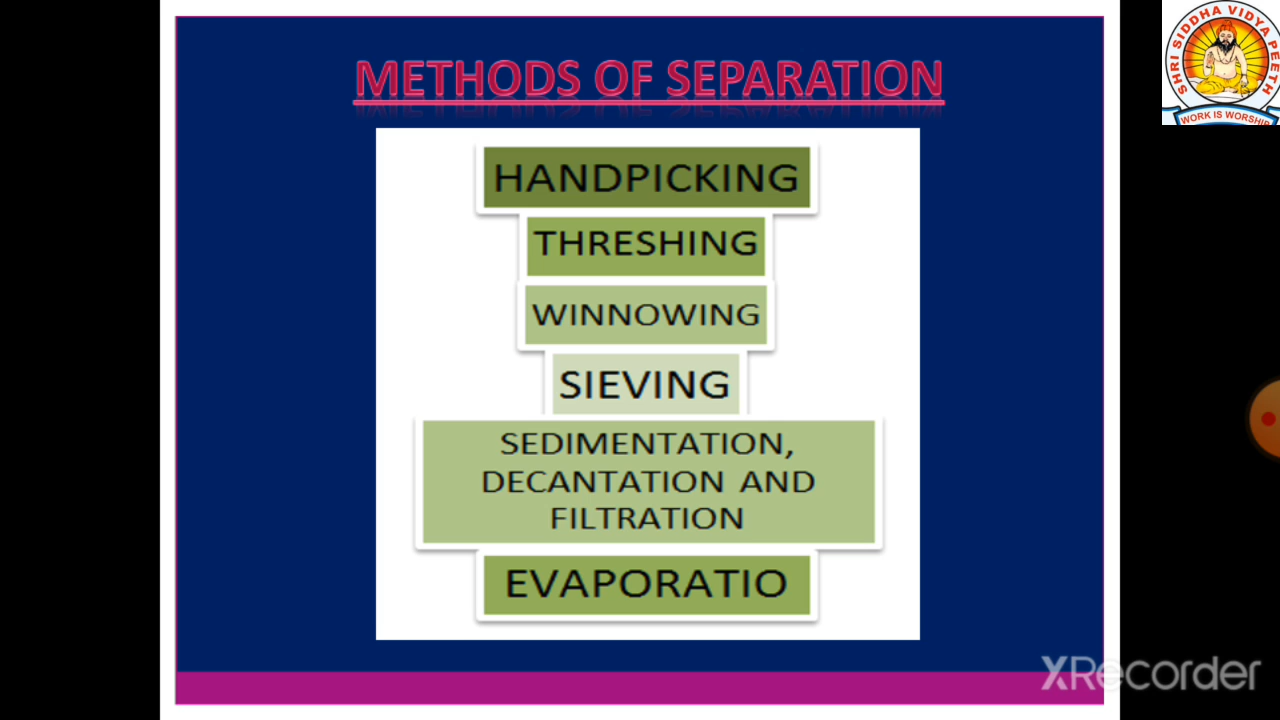 METHODS OF SEPARATION
HANDPICKING
THRESHING
WINNOWING
SIEVING
SEDIMENTATION,
DECANTATION AND
FILTRATION
EVAPORATIO
SHRI SIDDHA VIDYA PEETH
WORK IS WORSHIP
XRecorder